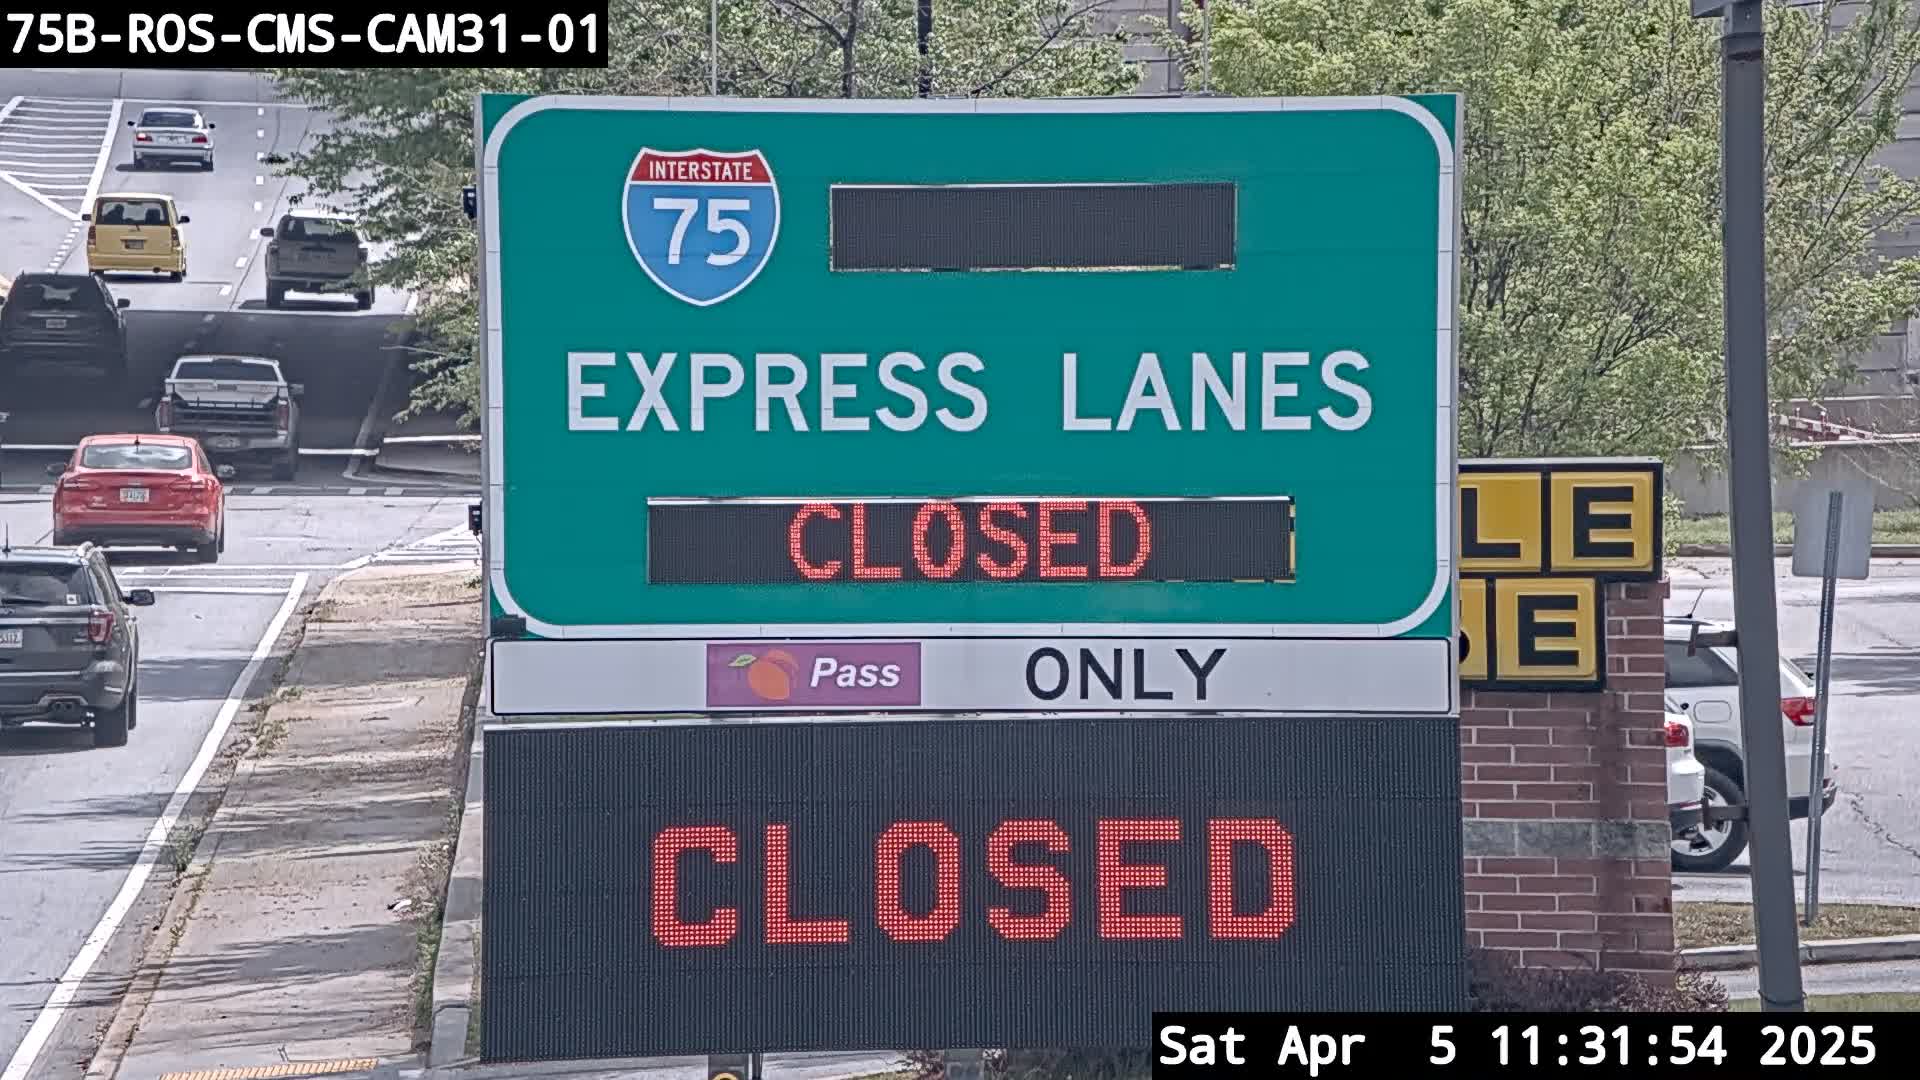 75B-ROS-CMS-CAM31-01
INTERSTATE
75
EXPRESS LANES
CLOSED
Pass ONLY
CLOSED
LE
E
Sat Apr 5 11:31:54 2025